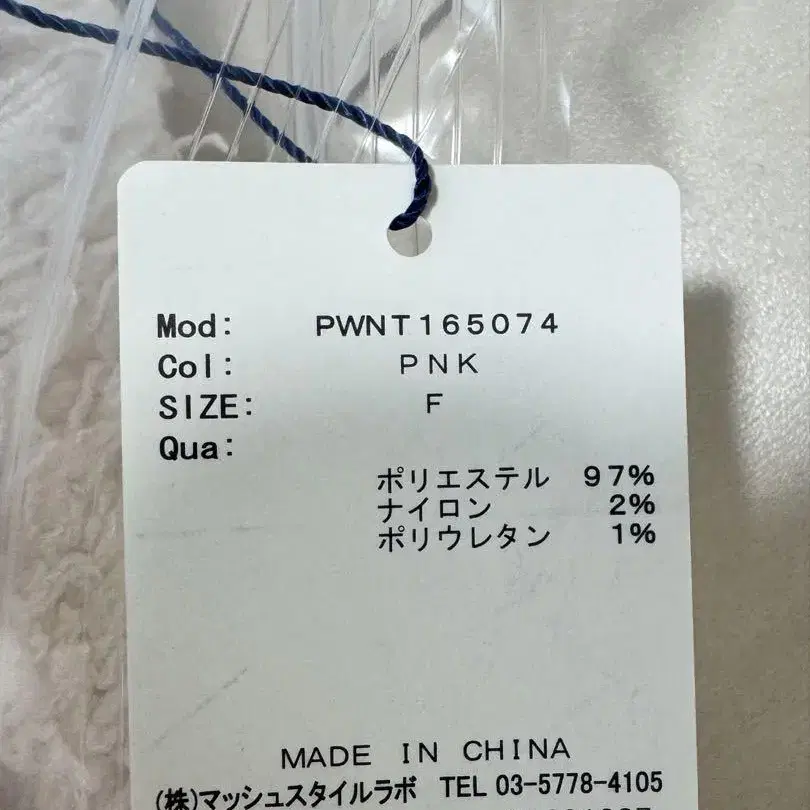 Mod: PWNT165074
Col: PNK
SIZE: F
Qua:
ポリエステル 97%
ナイロン 2%
ポリウレタン 1%
MADE IN CHINA
(株)マッシュスタイルラボ TEL 03-5778-4105